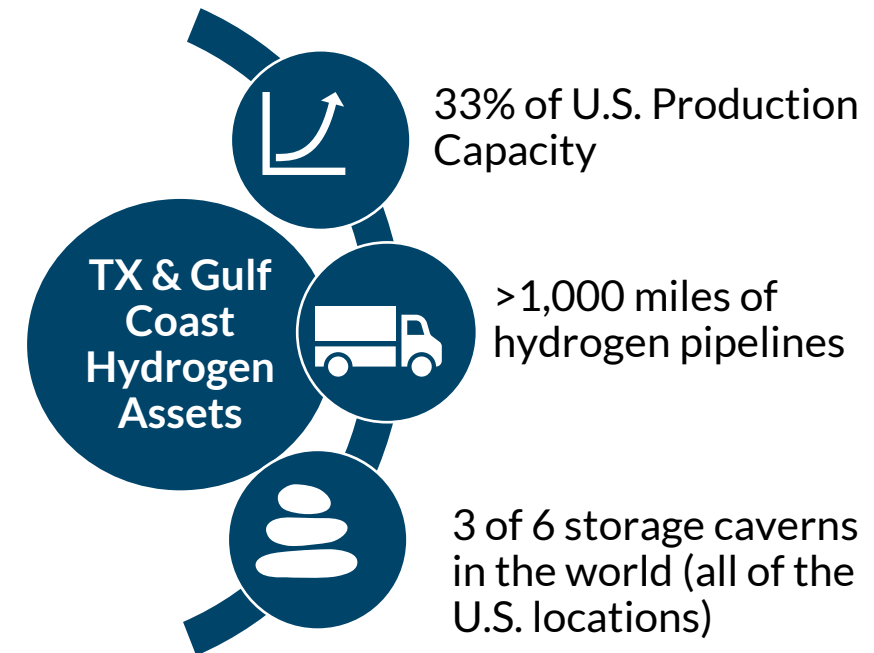 TX & Gulf
Coast
Hydrogen
Assets
33% of U.S. Production
Capacity
>1,000 miles of
hydrogen pipelines
3 of 6 storage caverns
in the world (all of the
U.S. locations)